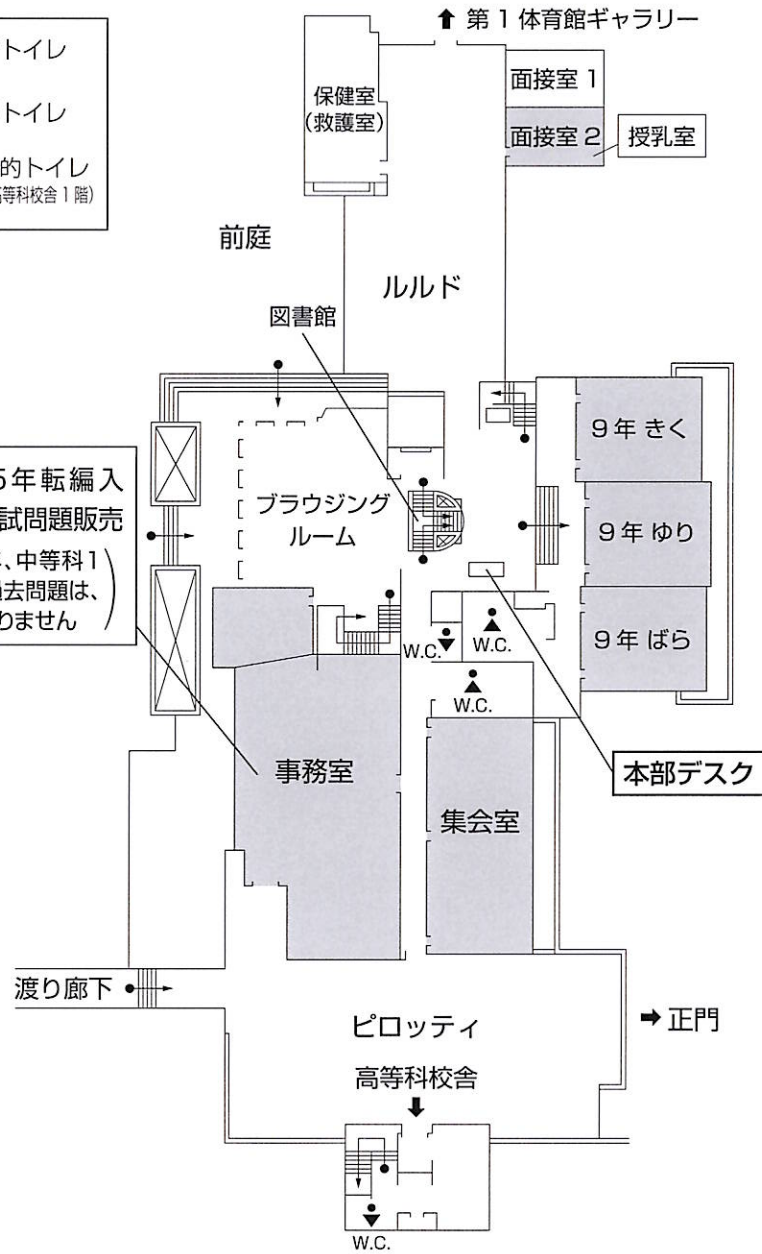 トイレ
トイレ
的トイレ
高等科校舎1階)
第1体育館ギャラリー
保健室
(救護室)
面接室1
面接室2
授乳室
前庭
ルルド
図書館
9年 きく
5年転編入
試問題販売
、中等科1
過去問題は、
りません
ブラウジング
ルーム
9年 ゆり
9年 ばら
W.C.
W.C.
W.C.
事務室
本部デスク
集会室
渡り廊下
ピロッティ
正門
高等科校舎
W.C.